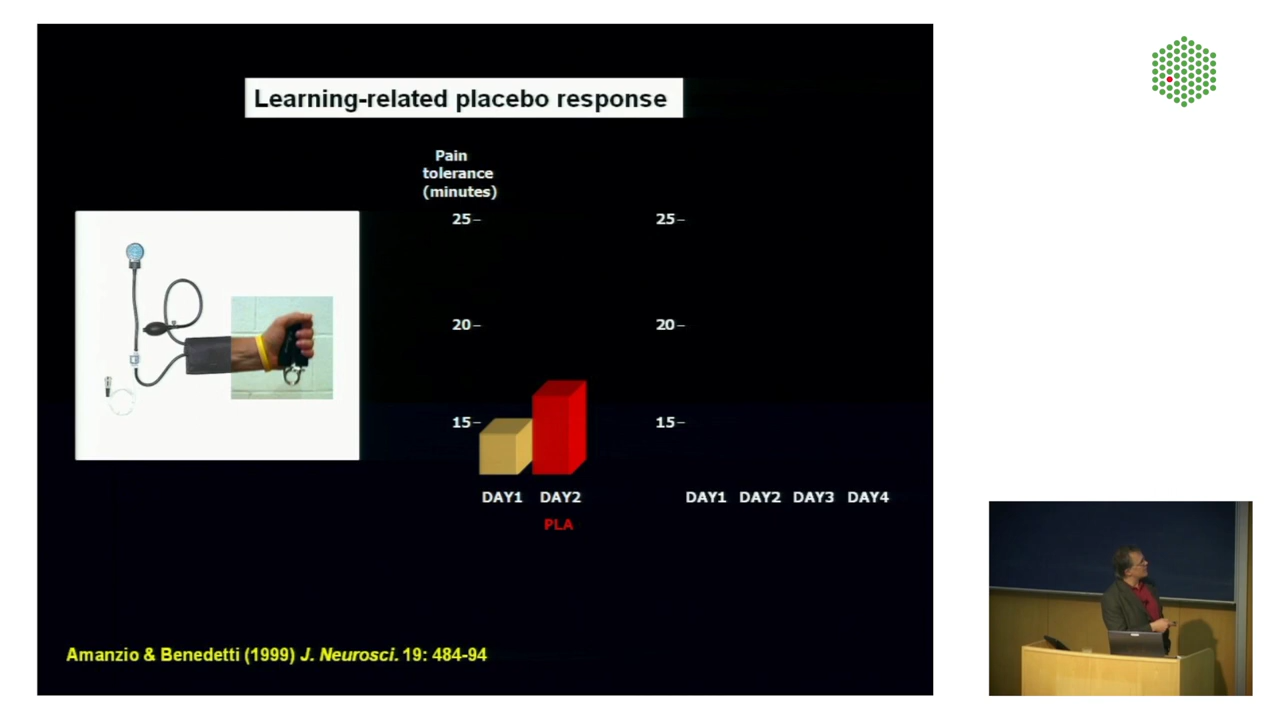 Learning-related placebo response
Pain
tolerance
(minutes)
25
20
15
DAY1 DAY2
PLA
25
20
15
DAY1 DAY2 DAY3 DAY4
Amanzio & Benedetti (1999) J. Neurosci. 19: 484-94